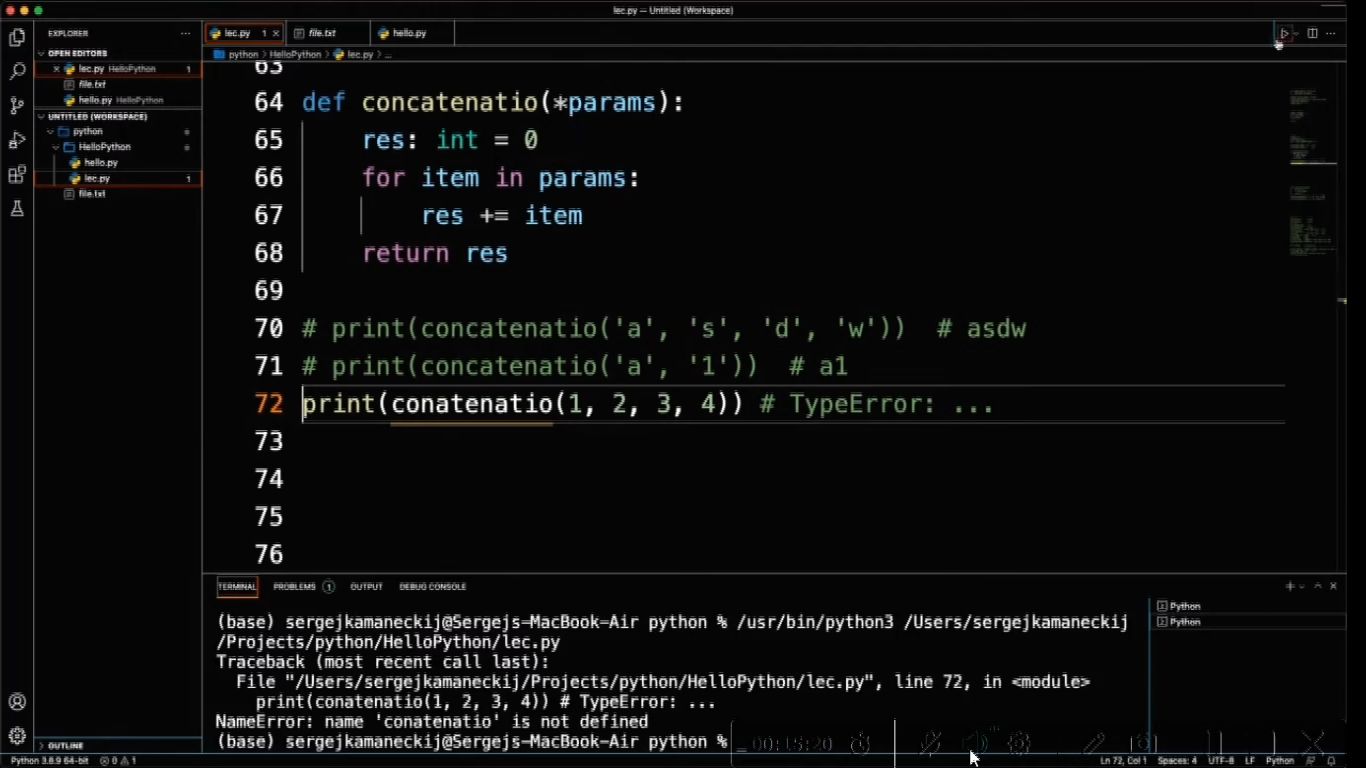 lec.py — Untitled (Workspace)
EXPLORER
lec.py 1
file.txt
hello.py
OPEN EDITORS
python > HelloPython > lec.py > ...
lec.py HelloPython 1
file.txt
hello.py HelloPython
UNTITLED (WORKSPACE)
python
HelloPython
hello.py
lec.py 1
file.txt
63
64 def concatenatio(*params):
65 res: int = 0
66 for item in params:
67 res += item
68 return res
69
70 # print(concatenatio('a', 's', 'd', 'w')) # asdw
71 # print(concatenatio('a', '1')) # a1
72 print(conatenatio(1, 2, 3, 4)) # TypeError: ...
73
74
75
76
TERMINAL PROBLEMS 1 OUTPUT DEBUG CONSOLE
(base) sergejkamaneckij@Sergejs-MacBook-Air python % /usr/bin/python3 /Users/sergejkamaneckij
/Projects/python/HelloPython/lec.py
Traceback (most recent call last):
File "/Users/sergejkamaneckij/Projects/python/HelloPython/lec.py", line 72, in <module>
print(conatenatio(1, 2, 3, 4)) # TypeError: ...
NameError: name 'conatenatio' is not defined
(base) sergejkamaneckij@Sergejs-MacBook-Air python %
Python
Python
00:15:20
OUTLINE
Python 3.8.9 64-bit 0 1
Ln 72, Col 1 Spaces: 4 UTF-8 LF Python